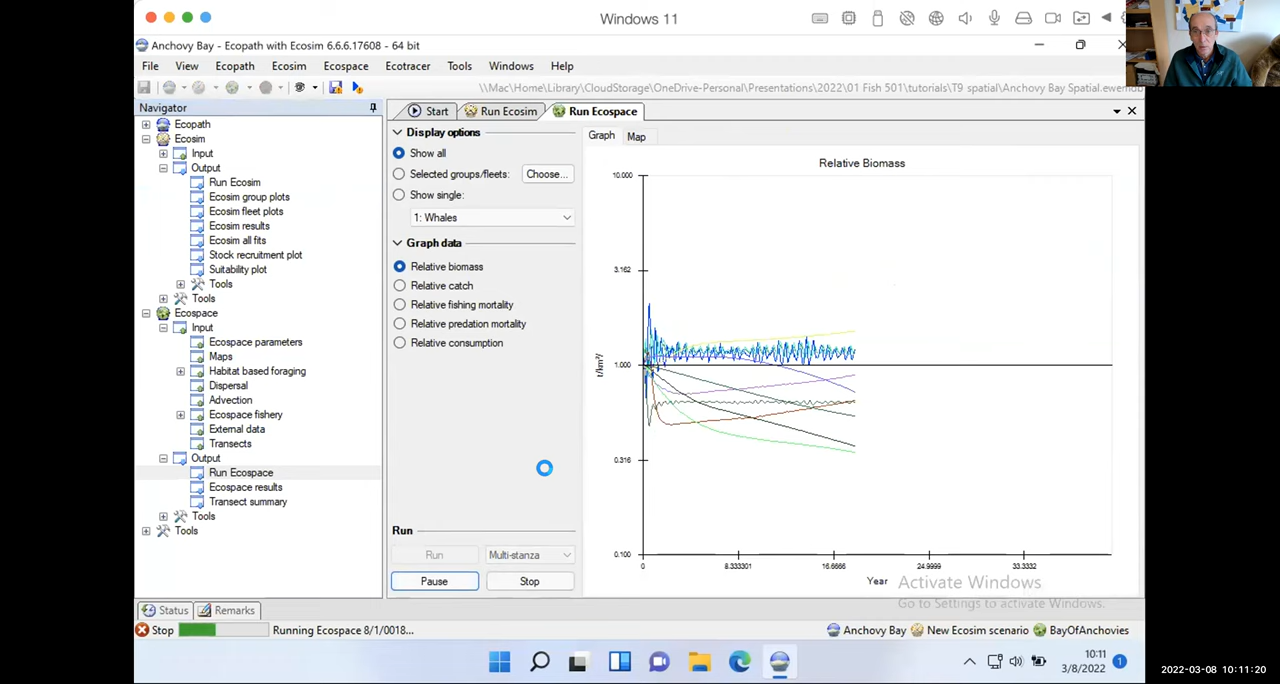 Windows 11
Anchovy Bay - Ecopath with Ecosim 6.6.6.17608 - 64 bit
File View Ecopath Ecosim Ecospace Ecotracer Tools Windows Help
\\Mac\Home\Library\CloudStorage\OneDrive-Personal\Presentations\2022\01 Fish 501\tutorials\T9 spatial\Anchovy Bay Spatial.ewemdb
Navigator
Ecopath
Ecosim
Input
Output
Run Ecosim
Ecosim group plots
Ecosim fleet plots
Ecosim results
Ecosim all fits
Stock recruitment plot
Suitability plot
Tools
Tools
Ecospace
Input
Ecospace parameters
Maps
Habitat based foraging
Dispersal
Advection
Ecospace fishery
External data
Transects
Output
Run Ecospace
Ecospace results
Transect summary
Tools
Tools
Start Run Ecosim Run Ecospace
Display options
Show all
Selected groups/fleets: Choose...
Show single:
1: Whales
Graph data
Relative biomass
Relative catch
Relative fishing mortality
Relative predation mortality
Relative consumption
Run
Run Multi-stanza
Pause Stop
Graph Map
Relative Biomass
10.000
3.162
1.000
t/km²/
0.316
0.100
0 8.333301 16.6666 24.9999 33.3332
Year
Activate Windows
Go to Settings to activate Windows.
Status Remarks
Stop Running Ecospace 8/1/0018... Anchovy Bay New Ecosim scenario BayOfAnchovies
10:11
3/8/2022
1
2022-03-08 10:11:20